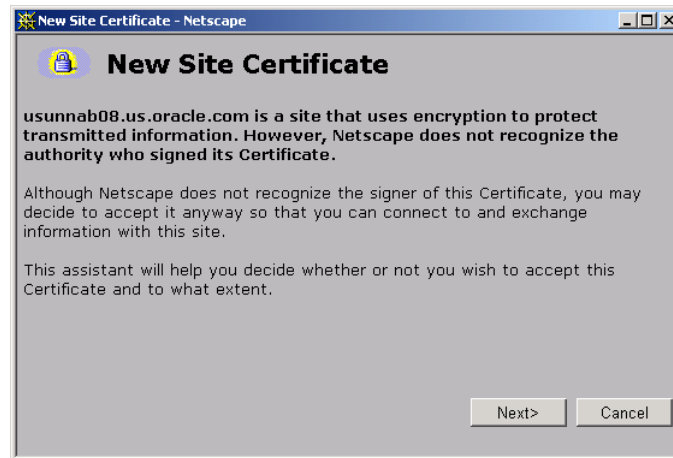 New Site Certificate - Netscape
New Site Certificate
usunnab08.us.oracle.com is a site that uses encryption to protect
transmitted information. However, Netscape does not recognize the
authority who signed its Certificate.
Although Netscape does not recognize the signer of this Certificate, you may
decide to accept it anyway so that you can connect to and exchange
information with this site.
This assistant will help you decide whether or not you wish to accept this
Certificate and to what extent.
Next> Cancel